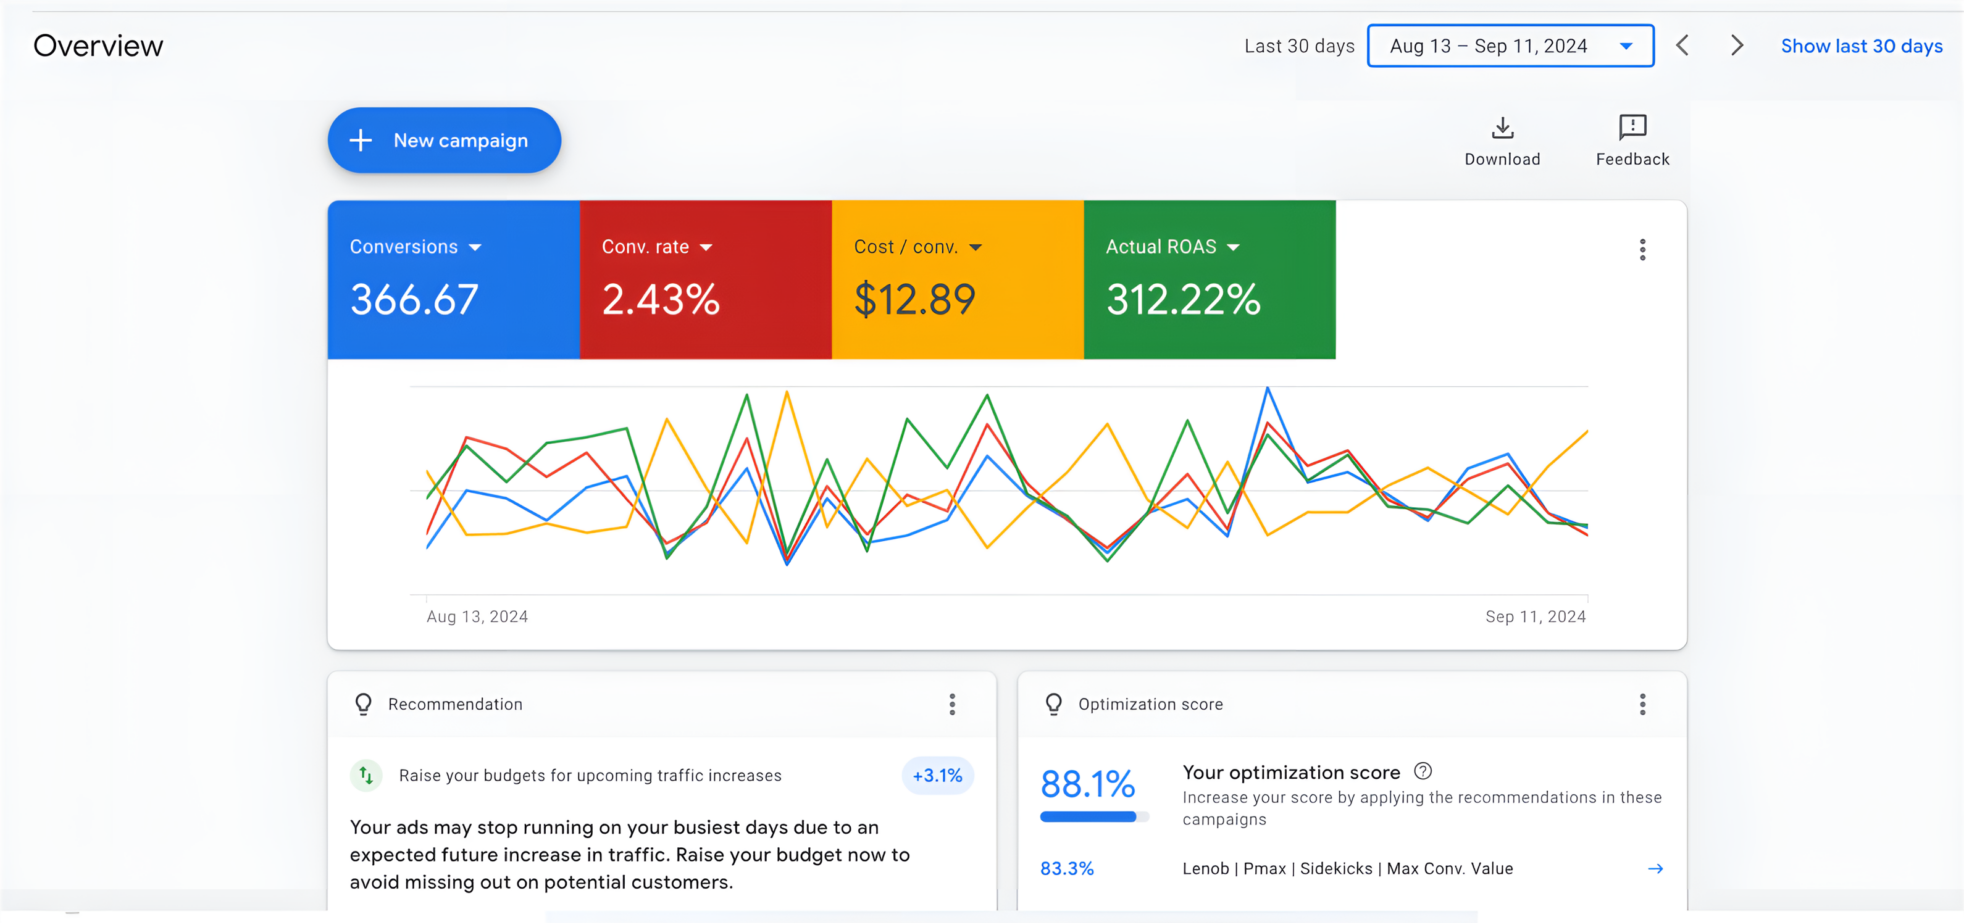 Overview
Last 30 days
Aug 13 – Sep 11, 2024
Show last 30 days
New campaign
Download
Feedback
Conversions
Conv. rate
Cost / conv.
Actual ROAS
366.67
2.43%
$12.89
312.22%
Aug 13, 2024
Sep 11, 2024
Recommendation
Raise your budgets for upcoming traffic increases
+3.1%
Your ads may stop running on your busiest days due to an
expected future increase in traffic. Raise your budget now to
avoid missing out on potential customers.
Optimization score
88.1%
Your optimization score
Increase your score by applying the recommendations in these
campaigns
83.3%
Lenob | Pmax | Sidekicks | Max Conv. Value